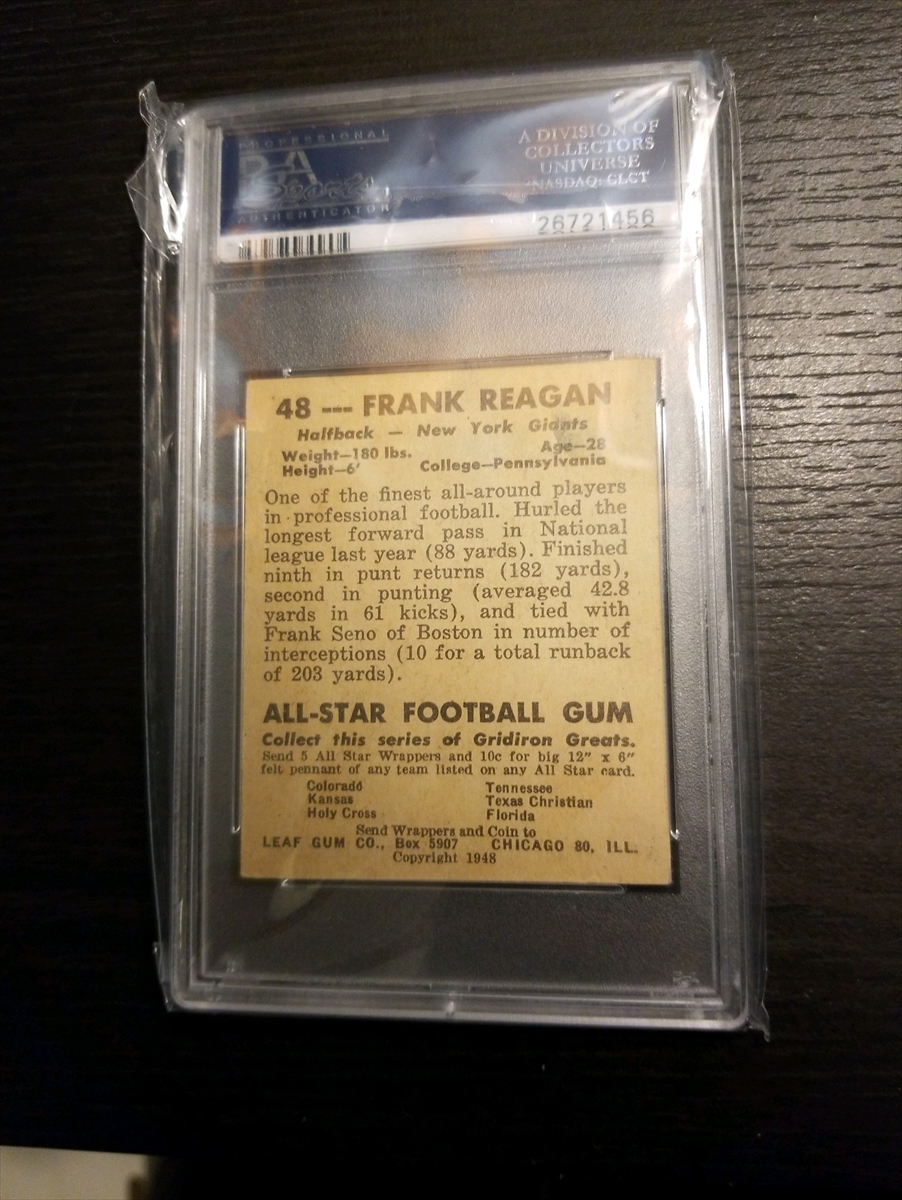 PROFESSIONAL
PSA
Sports
AUTHENTICATOR
A DIVISION OF
COLLECTORS
UNIVERSE
NASDAQ: CLCT
26721456
48 --- FRANK REAGAN
Halfback — New York Giants
Weight—180 lbs. Age—28
Height—6' College—Pennsylvania
One of the finest all-around players
in professional football. Hurled the
longest forward pass in National
league last year (88 yards). Finished
ninth in punt returns (182 yards),
second in punting (averaged 42.8
yards in 61 kicks), and tied with
Frank Seno of Boston in number of
interceptions (10 for a total runback
of 203 yards).
ALL-STAR FOOTBALL GUM
Collect this series of Gridiron Greats.
Send 5 All Star Wrappers and 10c for big 12" x 6"
felt pennant of any team listed on any All Star card.
Colorado Tennessee
Kansas Texas Christian
Holy Cross Florida
Send Wrappers and Coin to
LEAF GUM CO., Box 5907 CHICAGO 80, ILL.
Copyright 1948